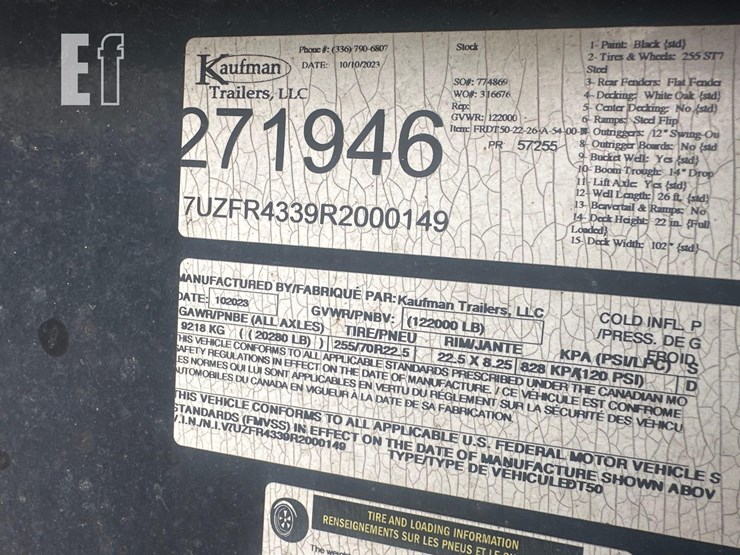 Ef
Kaufman
Trailers, LLC
Phone #: (336) 790-6807
DATE: 10/10/2023
Stock
SO#: 774869
WO#: 316676
Rep:
GVWR: 122000
Item: FRDT50-22-26-A-54-00-
PR 57255
271946
7UZFR4339R2000149
1- Paint: Black {std}
2- Tires & Wheels: 255 ST7
Steel
3- Rear Fenders: Flat Fender
4- Decking: White Oak {std}
5- Center Decking: No {std}
6- Ramps: Steel Flip
Outriggers: 12" Swing-Ou
8- Outrigger Boards: No {std
9- Bucket Well: Yes {std}
10- Boom Trough: 14" Drop
11- Lift Axle: Yes {std}
12- Well Length: 26 ft. {std}
13- Beavertail & Ramps: No
14- Deck Height: 22 in. {Full
Loaded}
15- Deck Width: 102" {std}
MANUFACTURED BY/FABRIQUÉ PAR: Kaufman Trailers, LLC
DATE: 102023
GVWR/PNBV: (122000 LB)
COLD INFL. P
/PRESS. DE G
FROID
GAWR/PNBE (ALL AXLES)
TIRE/PNEU
RIM/JANTE
KPA (PSI/LPC)
9218 KG ( ( 20280 LB) )
255/70R22.5
22.5 X 8.25
828 KPA(120 PSI)
S
D
THIS VEHICLE CONFORMS TO ALL APPLICABLE STANDARDS PRESCRIBED UNDER THE CANADIAN MO
SAFETY REGULATIONS IN EFFECT ON THE DATE OF MANUFACTURE. / CE VÉHICULE EST CONFROME
ES NORMES QUI LUI SONT APPLICABLES EN VERTU DU RÉGLEMENT SUR LA SÉCURITÉ DES VÉHICU
AUTOMOBILES DU CANADA EN VIGUEUR À LA DATE DE SA FABRICATION.
THIS VEHICLE CONFORMS TO ALL APPLICABLE U.S. FEDERAL MOTOR VEHICLE S
STANDARDS (FMVSS) IN EFFECT ON THE DATE OF MANUFACTURE SHOWN ABOV
V.I.N./N.I.V7UZFR4339R2000149
TYPE/TYPE DE VÉHICULEDT50
TIRE AND LOADING INFORMATION
RENSEIGNEMENTS SUR LES PNEUS ET LE
The